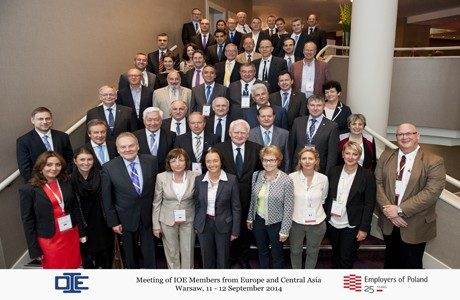 IOE
Meeting of IOE Members from Europe and Central Asia
Warsaw, 11 - 12 September 2014
Employers of Poland
25 YEARS